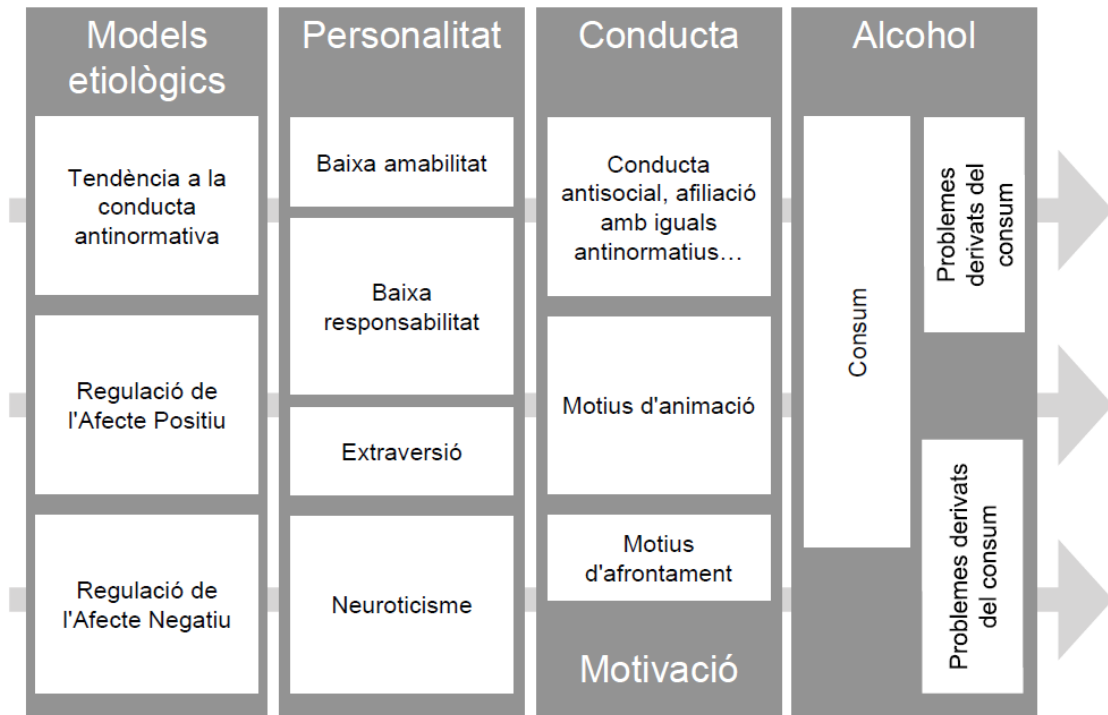 Models
etiològics
Personalitat
Conducta
Alcohol
Tendència a la
conducta
antinormativa
Regulació de
l'Afecte Positiu
Regulació de
l'Afecte Negatiu
Baixa amabilitat
Baixa
responsabilitat
Extraversió
Neuroticisme
Conducta
antisocial, afiliació
amb iguals
antinormatius…
Motius d'animació
Motius
d'afrontament
Motivació
Consum
Problemes
derivats del
consum
Problemes derivats
del consum